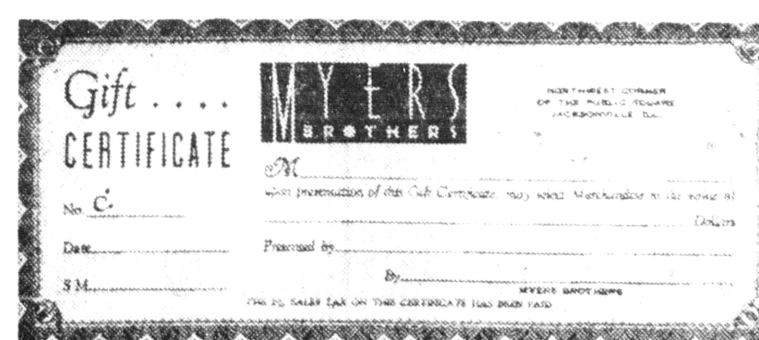 Gift ....
CERTIFICATE
No. C.
Date
S M
MYERS
BROTHERS
NORTHWEST CORNER
OF THE PUBLIC SQUARE
JACKSONVILLE ILL.
M
upon presentation of this Gift Certificate, may select Merchandise to the value of
Dollars
Presented by
By
MYERS BROTHERS
THE 2% SALES TAX ON THIS CERTIFICATE HAS BEEN PAID